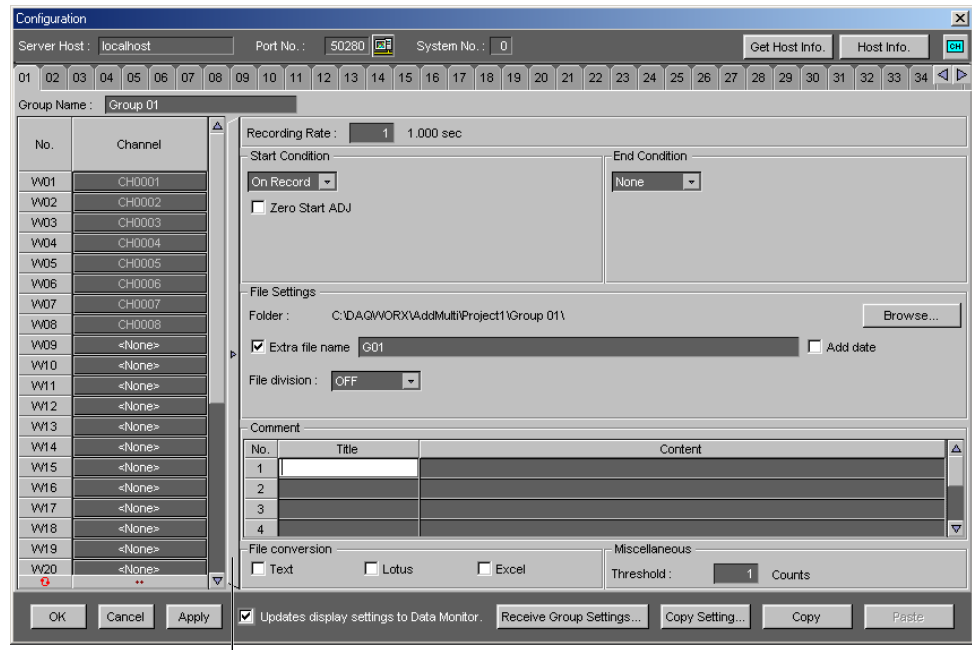 Configuration
Server Host : localhost Port No. : 50280 System No. : 0 Get Host Info. Host Info. CH
01 02 03 04 05 06 07 08 09 10 11 12 13 14 15 16 17 18 19 20 21 22 23 24 25 26 27 28 29 30 31 32 33 34
Group Name : Group 01
No. Channel
W01 CH0001
W02 CH0002
W03 CH0003
W04 CH0004
W05 CH0005
W06 CH0006
W07 CH0007
W08 CH0008
W09 <None>
W10 <None>
W11 <None>
W12 <None>
W13 <None>
W14 <None>
W15 <None>
W16 <None>
W17 <None>
W18 <None>
W19 <None>
W20 <None>
Recording Rate : 1 1.000 sec
Start Condition
On Record
Zero Start ADJ
End Condition
None
File Settings
Folder : C:\DAQWORX\AddMulti\Project1\Group 01\ Browse...
Extra file name G01 Add date
File division : OFF
Comment
No. Title Content
1
2
3
4
File conversion
Text Lotus Excel
Miscellaneous
Threshold : 1 Counts
OK Cancel Apply Updates display settings to Data Monitor. Receive Group Settings... Copy Setting... Copy Paste